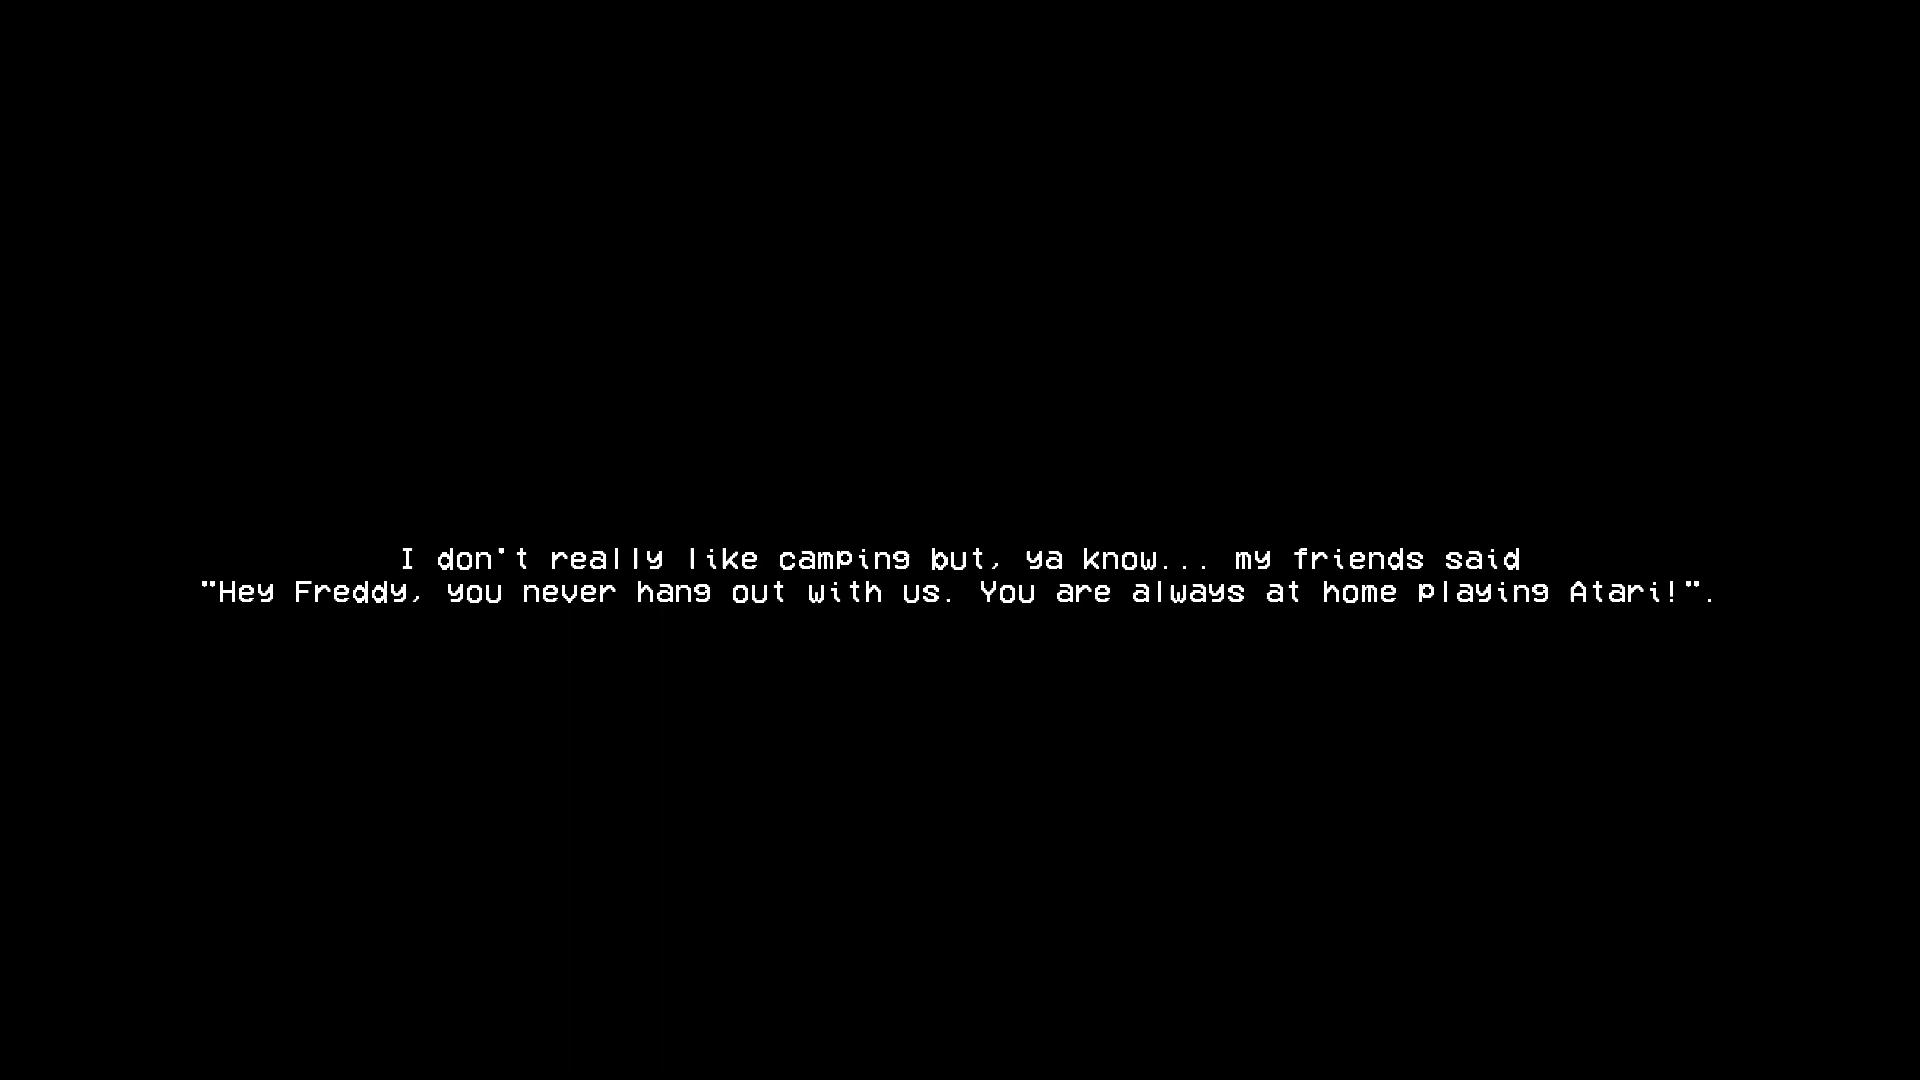 I don't really like camping but, ya know... my friends said
"Hey Freddy, you never hang out with us. You are always at home playing Atari!".